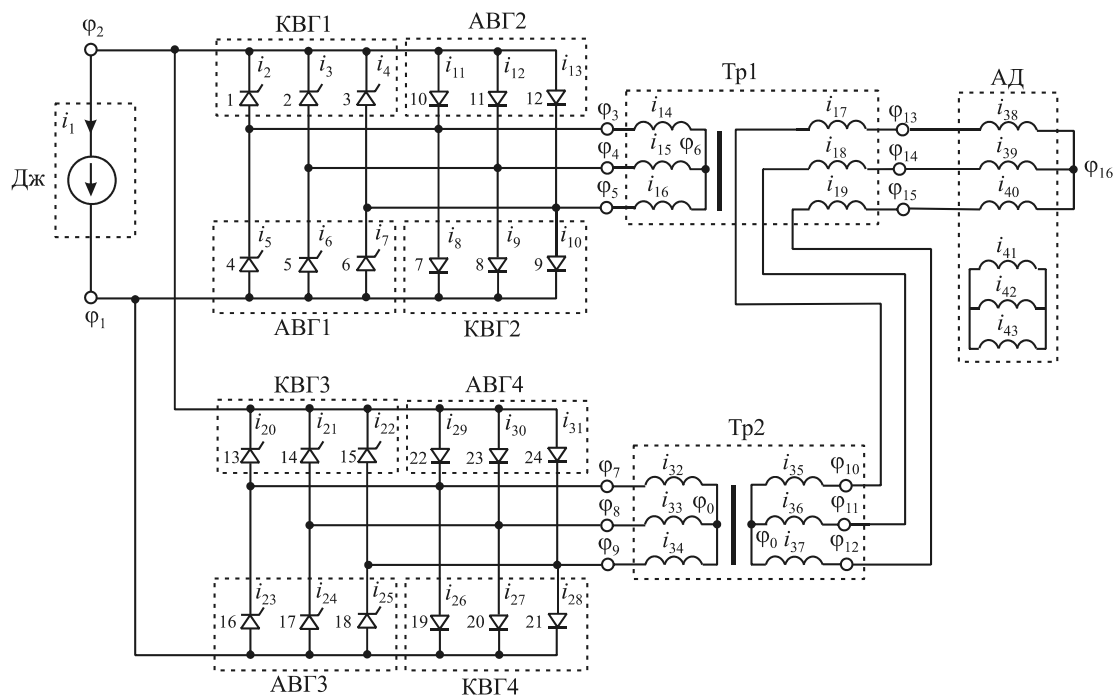 КВГ1 АВГ2
φ2
i2 i3 i4 i11 i12 i13
1 2 3 10 11 12
Тр1
АД
i1
Дж
φ3 i14 i17 φ13 i38
φ4 i15 φ6 i18 φ14 i39 φ16
φ5 i16 i19 φ15 i40
i5 i6 i7 i8 i9 i10
4 5 6 7 8 9
i41
i42
i43
φ1
АВГ1 КВГ2
КВГ3 АВГ4
i20 i21 i22 i29 i30 i31
13 14 15 22 23 24
Тр2
φ7 i32 i35 φ10
φ8 i33 φ0 i36 φ11
φ9 i34 φ0 i37 φ12
i23 i24 i25 i26 i27 i28
16 17 18 19 20 21
АВГ3 КВГ4